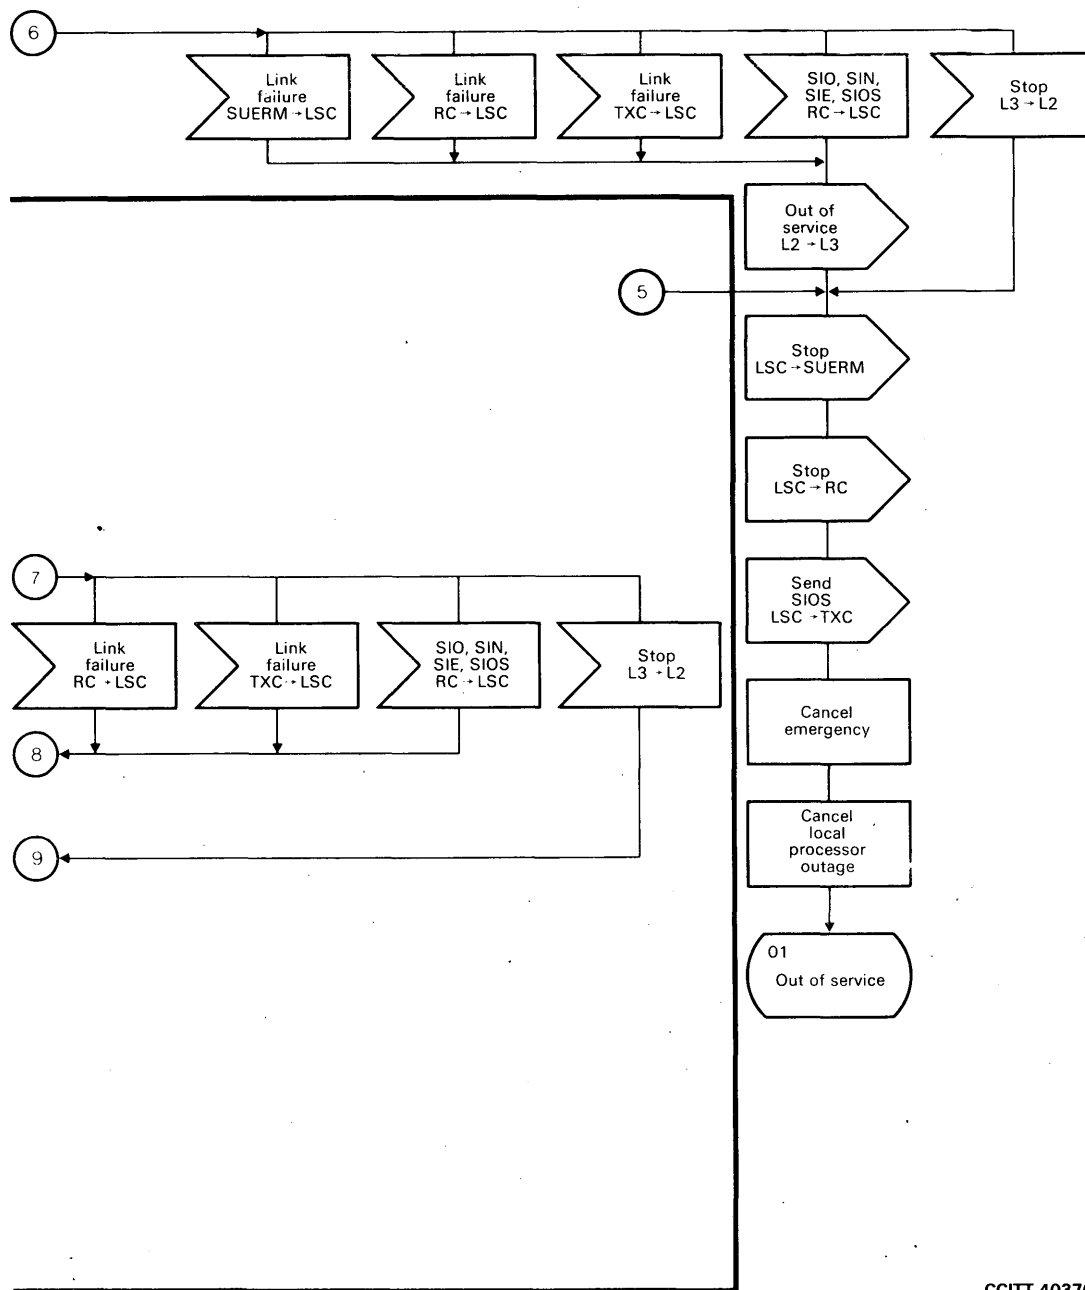 6
Link
failure
SUERM → LSC
Link
failure
RC → LSC
Link
failure
TXC → LSC
SIO, SIN,
SIE, SIOS
RC → LSC
Stop
L3 → L2
Out of
service
L2 → L3
5
Stop
LSC → SUERM
Stop
LSC → RC
7
Send
SIOS
LSC → TXC
Link
failure
RC → LSC
Link
failure
TXC → LSC
SIO, SIN,
SIE, SIOS
RC → LSC
Stop
L3 → L2
Cancel
emergency
8
Cancel
local
processor
outage
9
01
Out of service